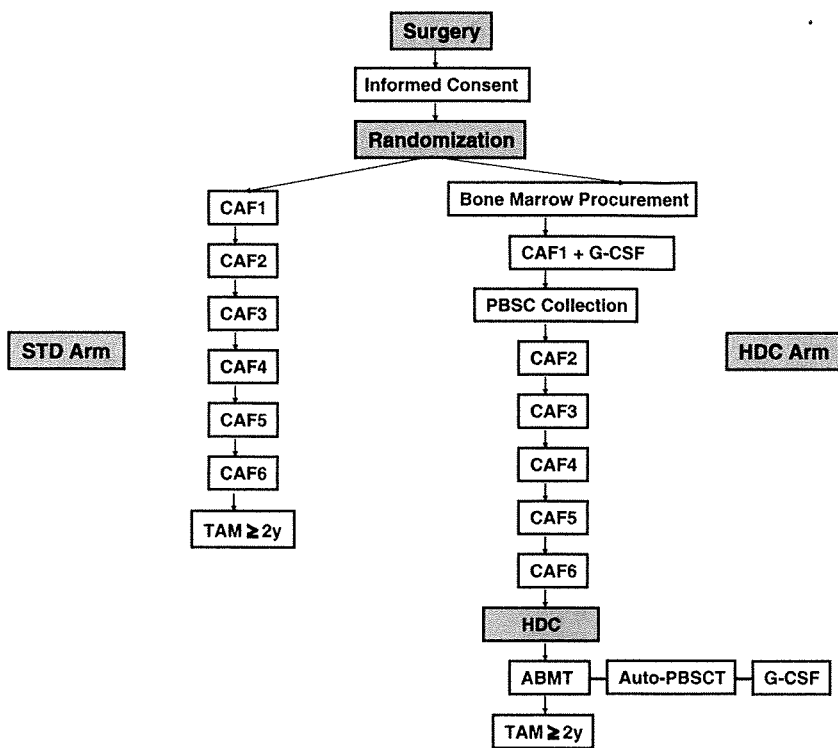 Surgery
Informed Consent
Randomization
CAF1
CAF2
CAF3
CAF4
CAF5
CAF6
TAM ≧ 2y
STD Arm
Bone Marrow Procurement
CAF1 + G-CSF
PBSC Collection
CAF2
CAF3
CAF4
CAF5
CAF6
HDC
ABMT
Auto-PBSCT
G-CSF
TAM ≧ 2y
HDC Arm